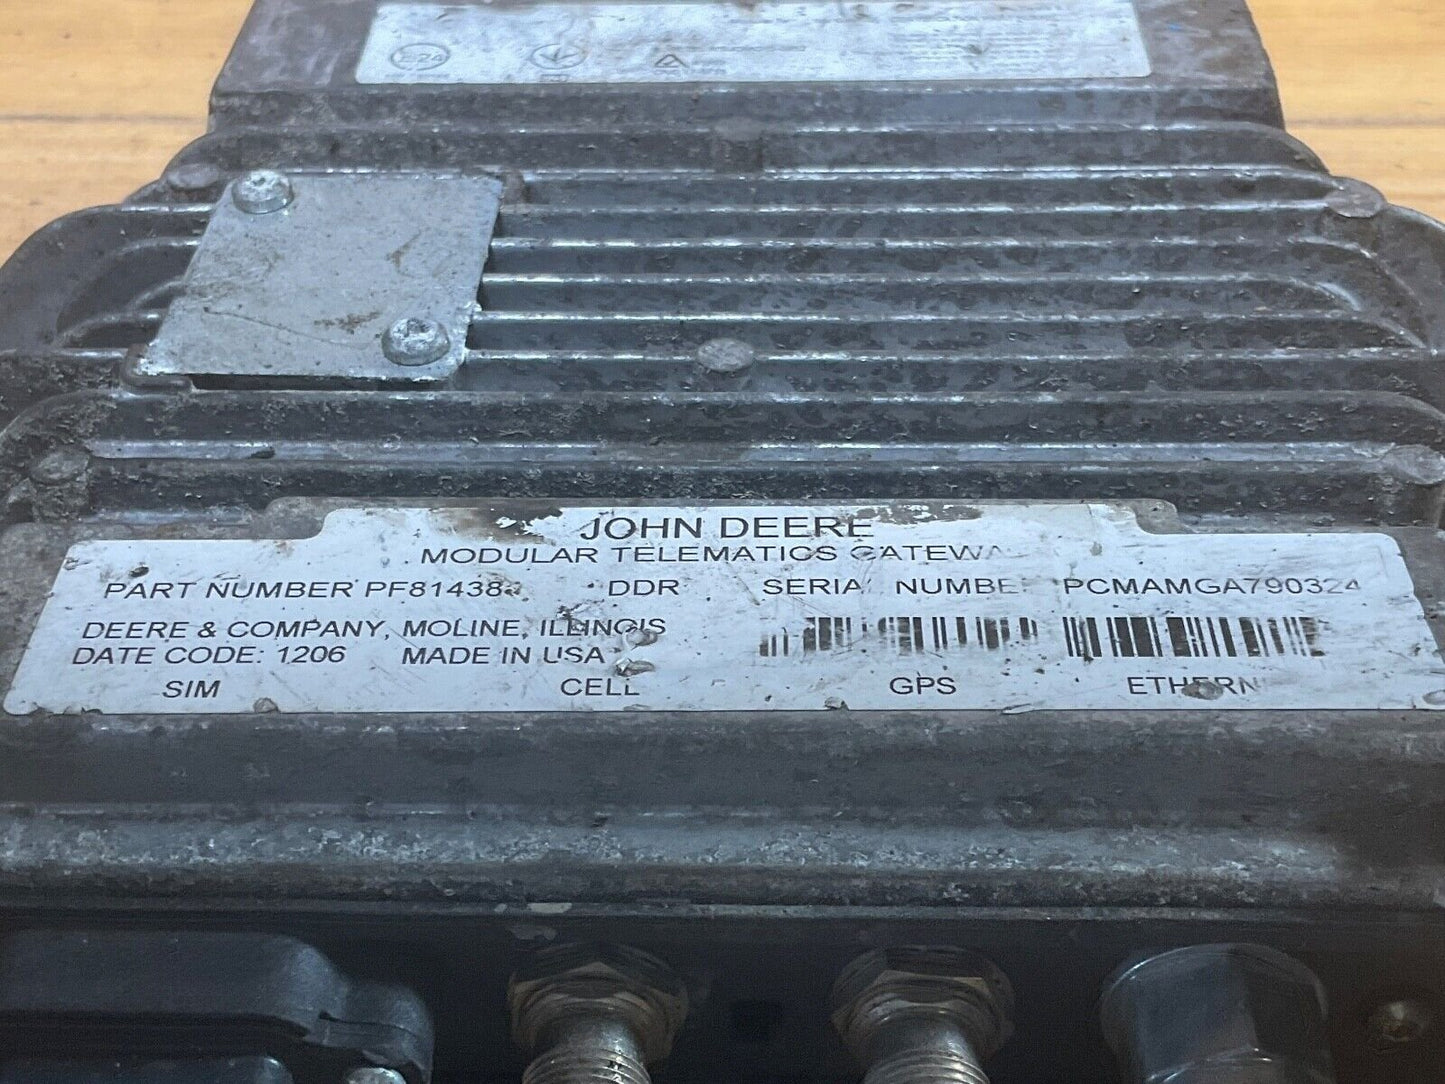 E24
JOHN DEERE
MODULAR TELEMATICS GATEWA
PART NUMBER PF81438 DDR SERIA NUMBE PCMAMGA790324
DEERE & COMPANY, MOLINE, ILLINOIS
DATE CODE: 1206 MADE IN USA
SIM CELL GPS ETHERN